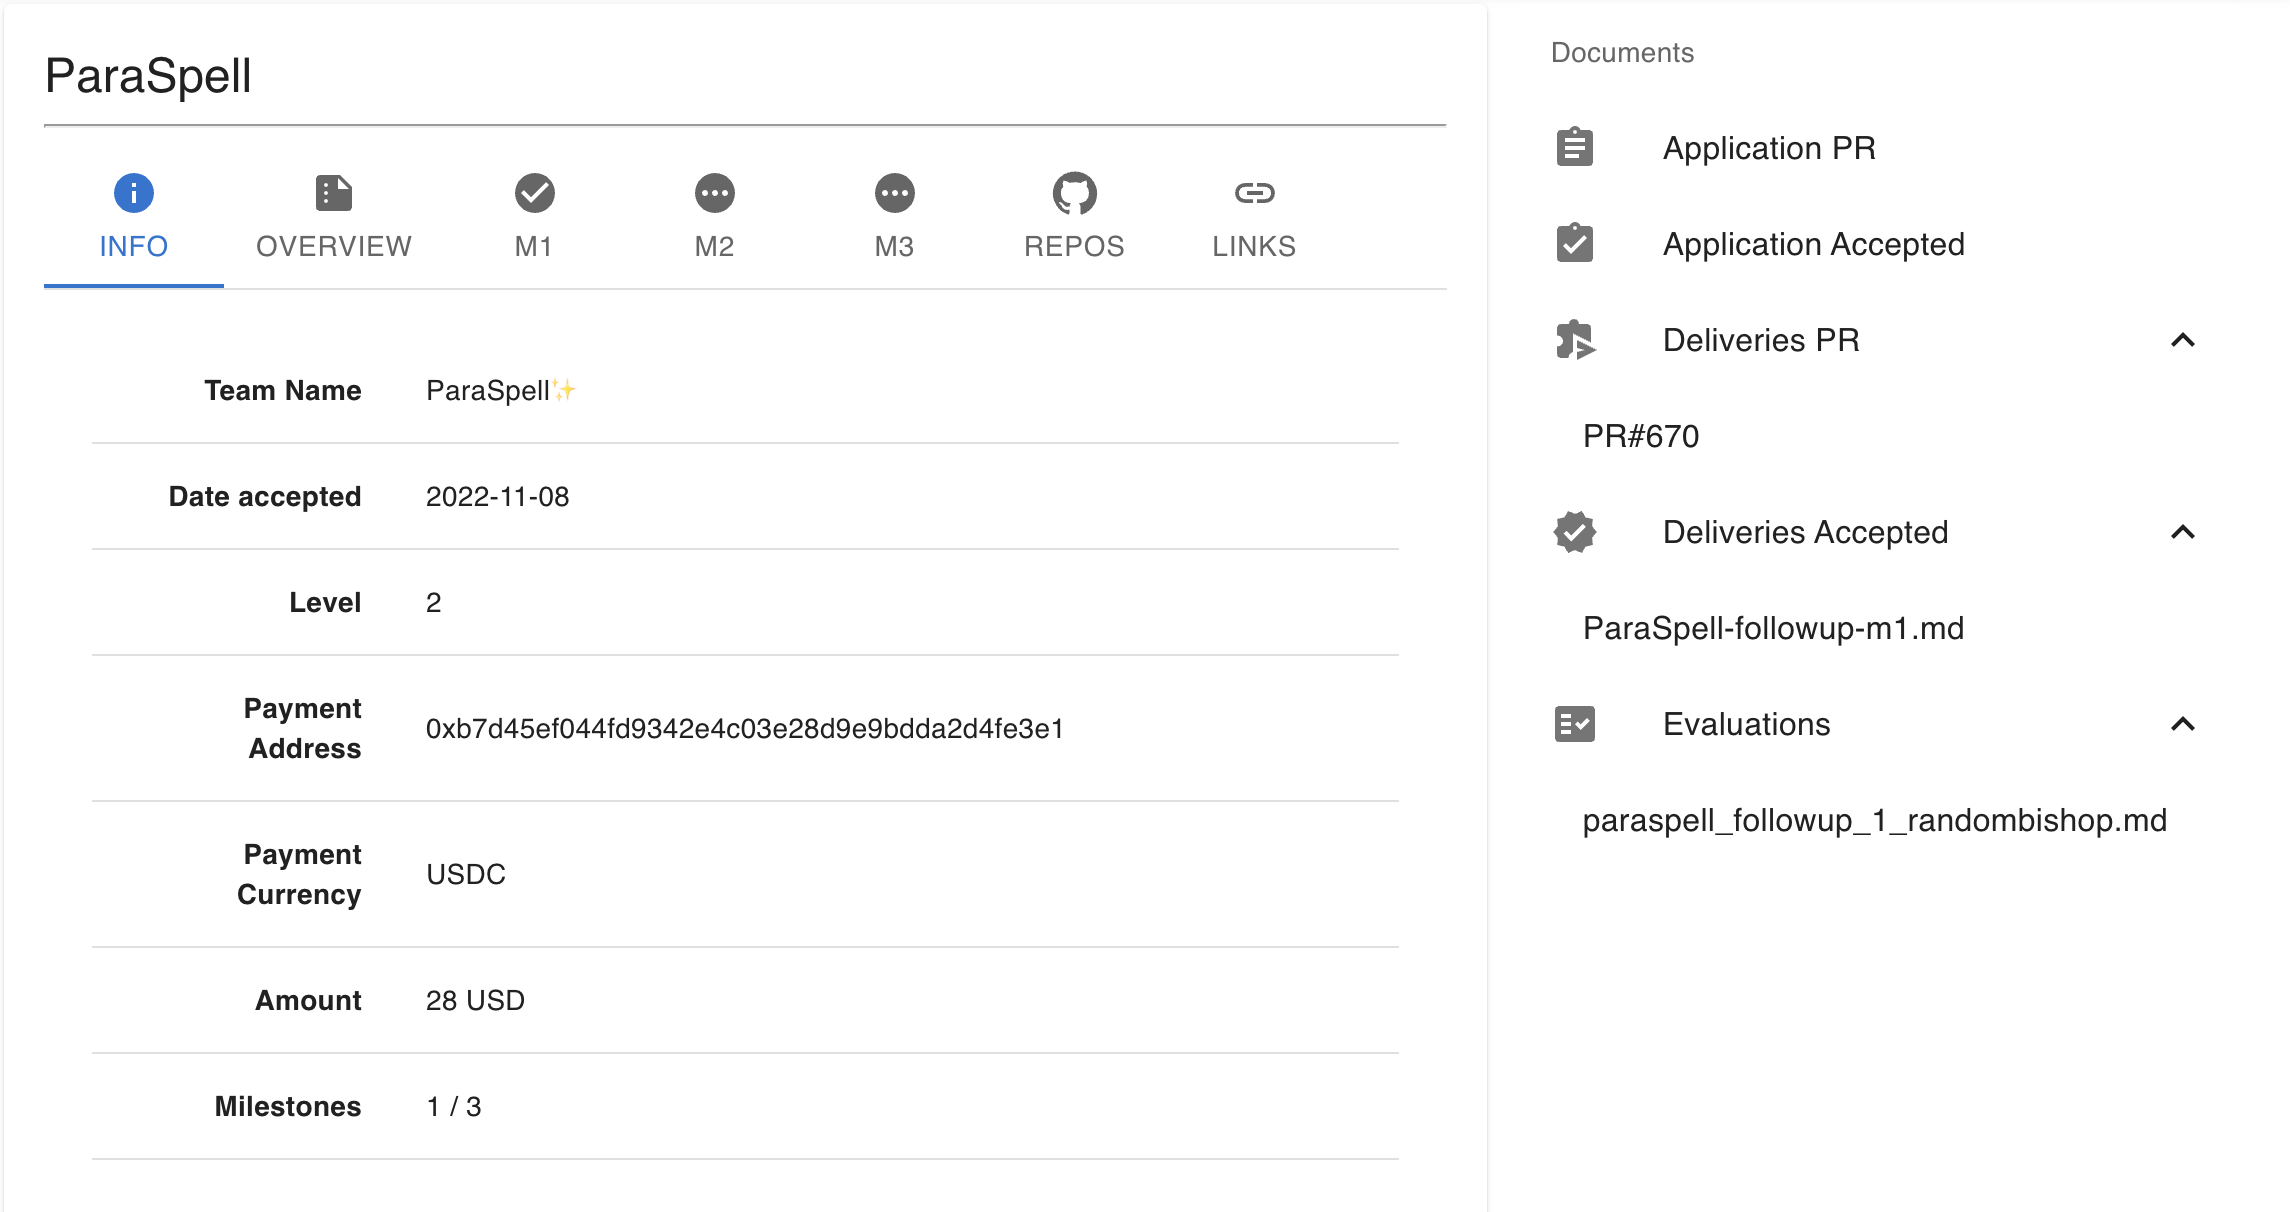 ParaSpell
INFO
OVERVIEW
M1
M2
M3
REPOS
LINKS
Team Name
ParaSpell✨
Date accepted
2022-11-08
Level
2
Payment
Address
0xb7d45ef044fd9342e4c03e28d9e9bdda2d4fe3e1
Payment
Currency
USDC
Amount
28 USD
Milestones
1 / 3
Documents
Application PR
Application Accepted
Deliveries PR
PR#670
Deliveries Accepted
ParaSpell-followup-m1.md
Evaluations
paraspell_followup_1_randombishop.md